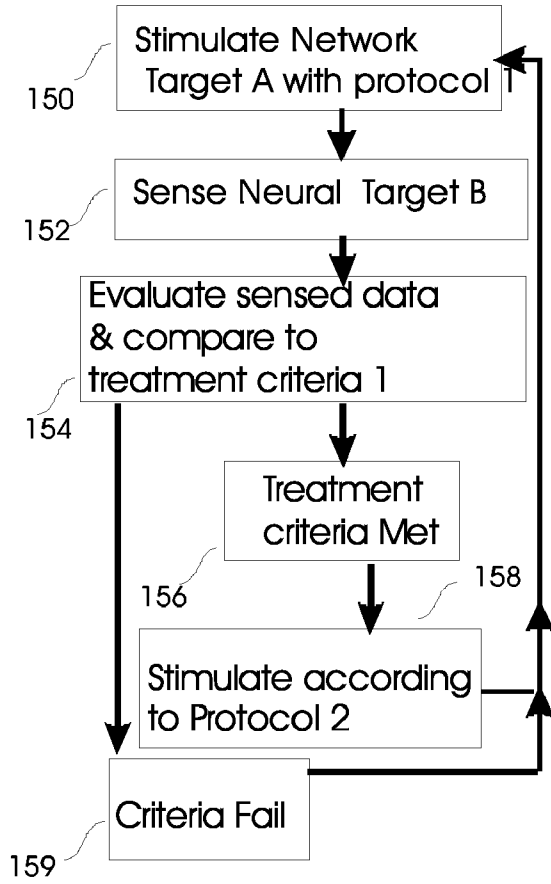 Stimulate Network
Target A with protocol 1
150
Sense Neural Target B
152
Evaluate sensed data
& compare to
treatment criteria 1
154
Treatment
criteria Met
156
158
Stimulate according
to Protocol 2
Criteria Fail
159